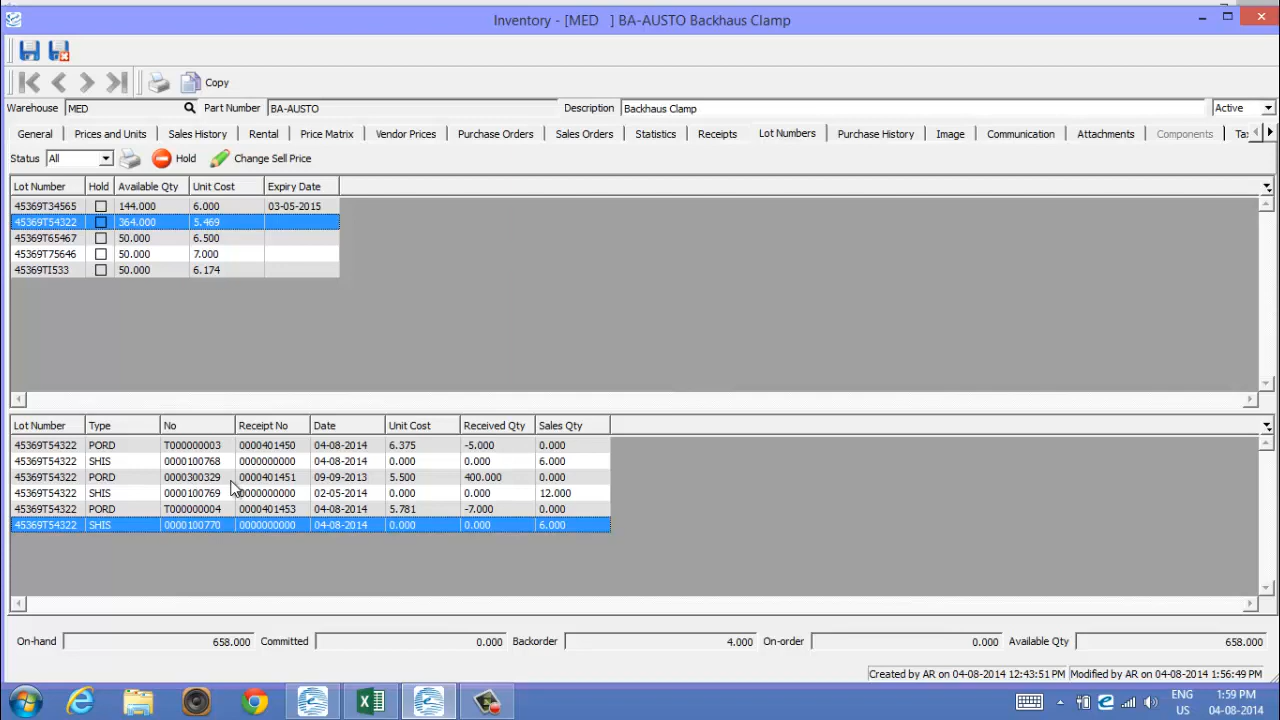 Inventory - [MED ] BA-AUSTO Backhaus Clamp
Copy
Warehouse MED Part Number BA-AUSTO Description Backhaus Clamp Active
General Prices and Units Sales History Rental Price Matrix Vendor Prices Purchase Orders Sales Orders Statistics Receipts Lot Numbers Purchase History Image Communication Attachments Components Ta
Status All Hold Change Sell Price
Lot Number Hold Available Qty Unit Cost Expiry Date
45369T34565 144.000 6.000 03-05-2015
45369T54322 364.000 5.469
45369T65467 50.000 6.500
45369T75646 50.000 7.000
45369TI533 50.000 6.174
Lot Number Type No Receipt No Date Unit Cost Received Qty Sales Qty
45369T54322 PORD T000000003 0000401450 04-08-2014 6.375 -5.000 0.000
45369T54322 SHIS 0000100768 0000000000 04-08-2014 0.000 0.000 6.000
45369T54322 PORD 0000300329 0000401451 09-09-2013 5.500 400.000 0.000
45369T54322 SHIS 0000100769 0000000000 02-05-2014 0.000 0.000 12.000
45369T54322 PORD T000000004 0000401453 04-08-2014 5.781 -7.000 0.000
45369T54322 SHIS 0000100770 0000000000 04-08-2014 0.000 0.000 6.000
On-hand 658.000 Committed 0.000 Backorder 4.000 On-order 0.000 Available Qty 658.000
Created by AR on 04-08-2014 12:43:51 PM Modified by AR on 04-08-2014 1:56:49 PM
ENG 1:59 PM
US 04-08-2014